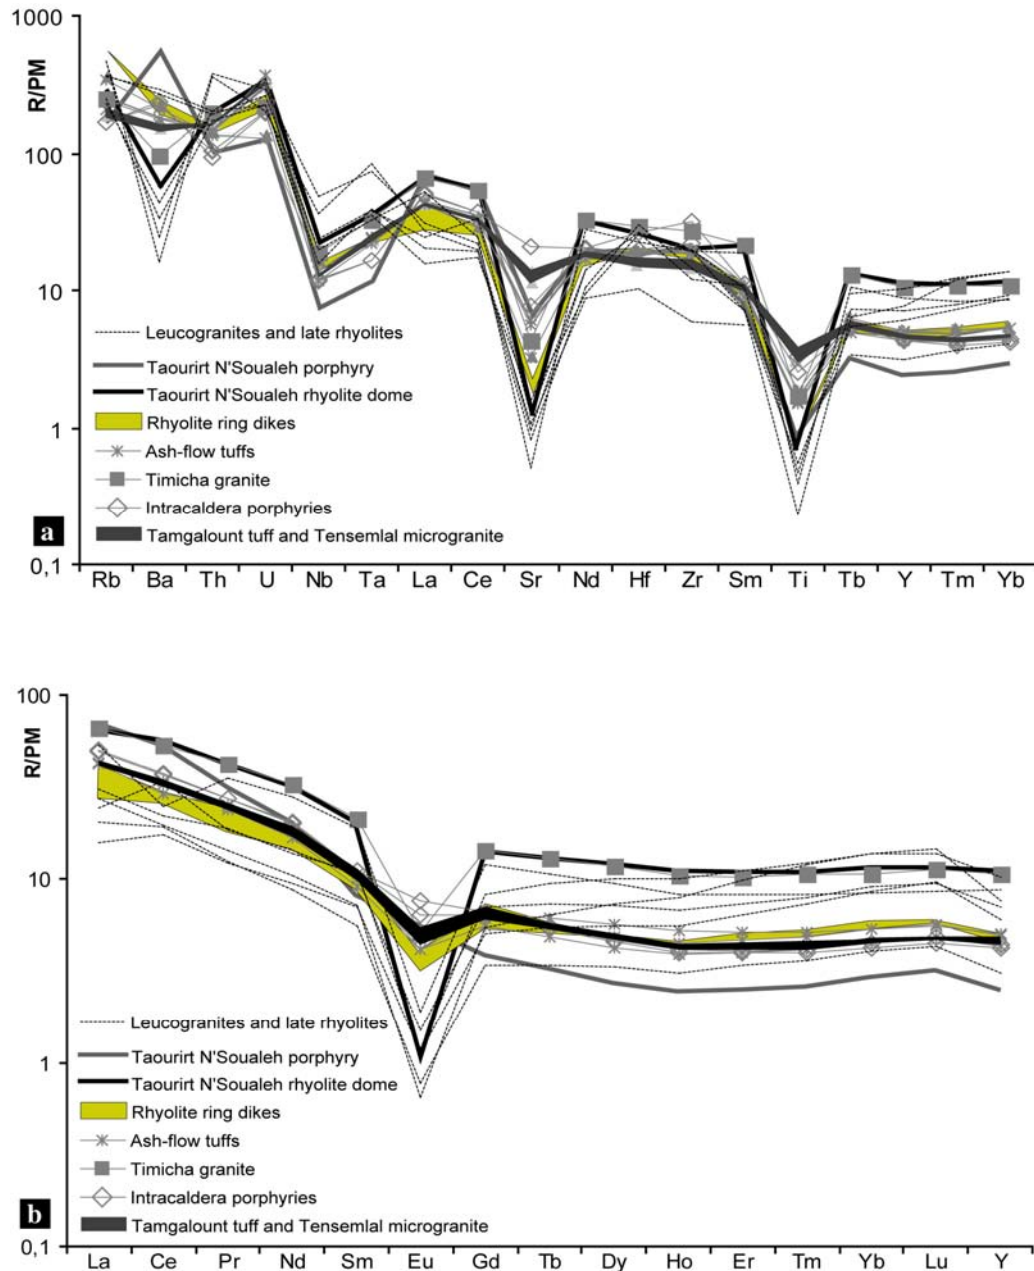 1000
R/PM
100
10
1
0,1
Leucogranites and late rhyolites
Taourirt N'Soualeh porphyry
Taourirt N'Soualeh rhyolite dome
Rhyolite ring dikes
Ash-flow tuffs
Timicha granite
Intracaldera porphyries
Tamgalount tuff and Tensemlal microgranite
a
Rb Ba Th U Nb Ta La Ce Sr Nd Hf Zr Sm Ti Tb Y Tm Yb
100
R/PM
10
1
0,1
Leucogranites and late rhyolites
Taourirt N'Soualeh porphyry
Taourirt N'Soualeh rhyolite dome
Rhyolite ring dikes
Ash-flow tuffs
Timicha granite
Intracaldera porphyries
Tamgalount tuff and Tensemlal microgranite
b
La Ce Pr Nd Sm Eu Gd Tb Dy Ho Er Tm Yb Lu Y